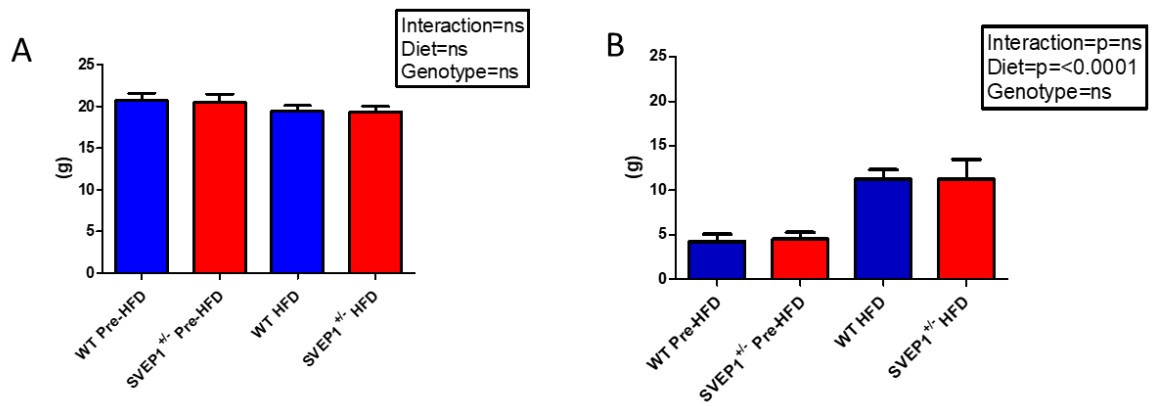 A
Interaction=ns
Diet=ns
Genotype=ns
25
20
15
10
5
0
(g)
WT Pre-HFD
SVEP1+/- Pre-HFD
WT HFD
SVEP1+/- HFD
B
Interaction=p=ns
Diet=p=<0.0001
Genotype=ns
25
20
15
10
5
0
(g)
WT Pre-HFD
SVEP1+/- Pre-HFD
WT HFD
SVEP1+/- HFD